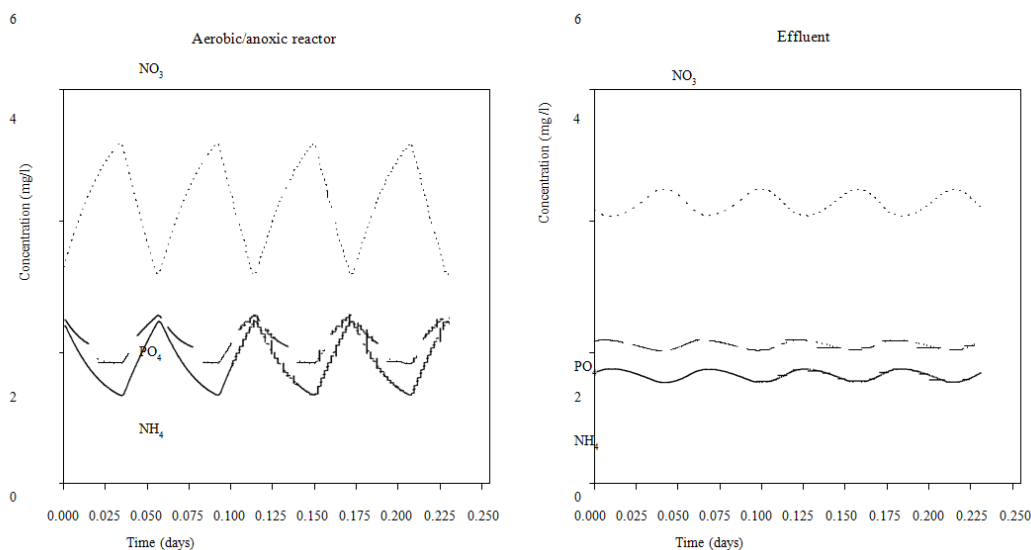 6
Aerobic/anoxic reactor
NO3
4
Concentration (mg/l)
PO4
2
NH4
0
0.000 0.025 0.050 0.075 0.100 0.125 0.150 0.175 0.200 0.225 0.250
Time (days)
6
Effluent
NO3
4
Concentration (mg/l)
PO
2
NH4
0
0.000 0.025 0.050 0.075 0.100 0.125 0.150 0.175 0.200 0.225 0.250
Time (days)